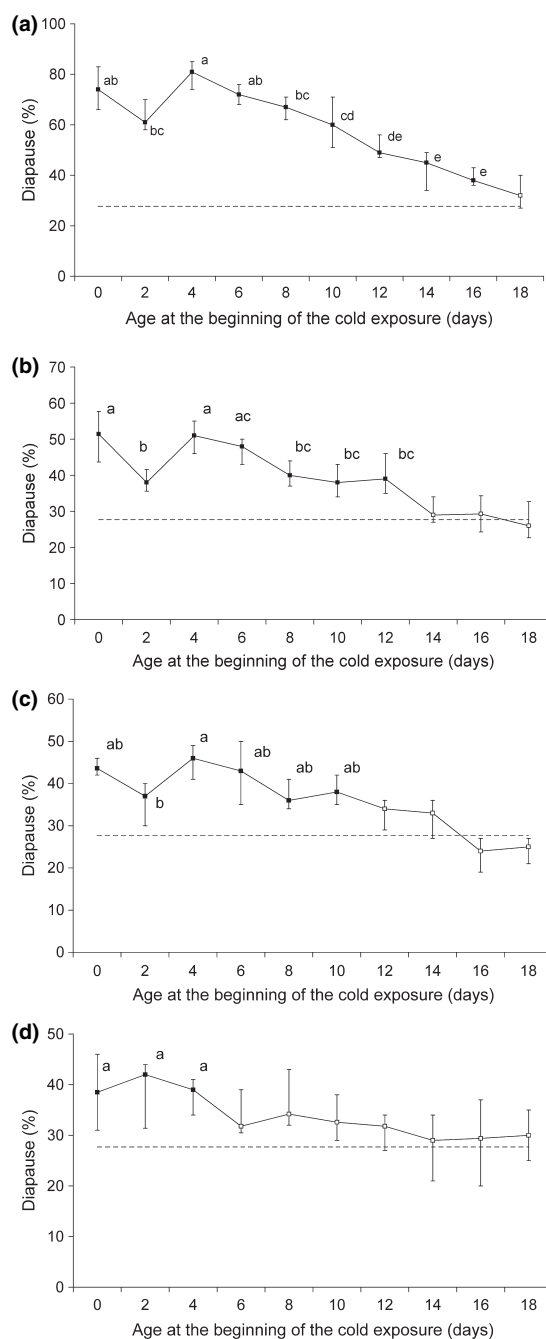 (a)
100
80
60
40
20
0
Diapause (%)
ab
bc
a
ab
bc
cd
de
e
e
0 2 4 6 8 10 12 14 16 18
Age at the beginning of the cold exposure (days)
(b)
70
60
50
40
30
20
10
0
Diapause (%)
a
b
a
ac
bc
bc
bc
0 2 4 6 8 10 12 14 16 18
Age at the beginning of the cold exposure (days)
(c)
60
50
40
30
20
10
0
Diapause (%)
ab
b
a
ab
ab
ab
0 2 4 6 8 10 12 14 16 18
Age at the beginning of the cold exposure (days)
(d)
50
40
30
20
10
0
Diapause (%)
a
a
a
0 2 4 6 8 10 12 14 16 18
Age at the beginning of the cold exposure (days)